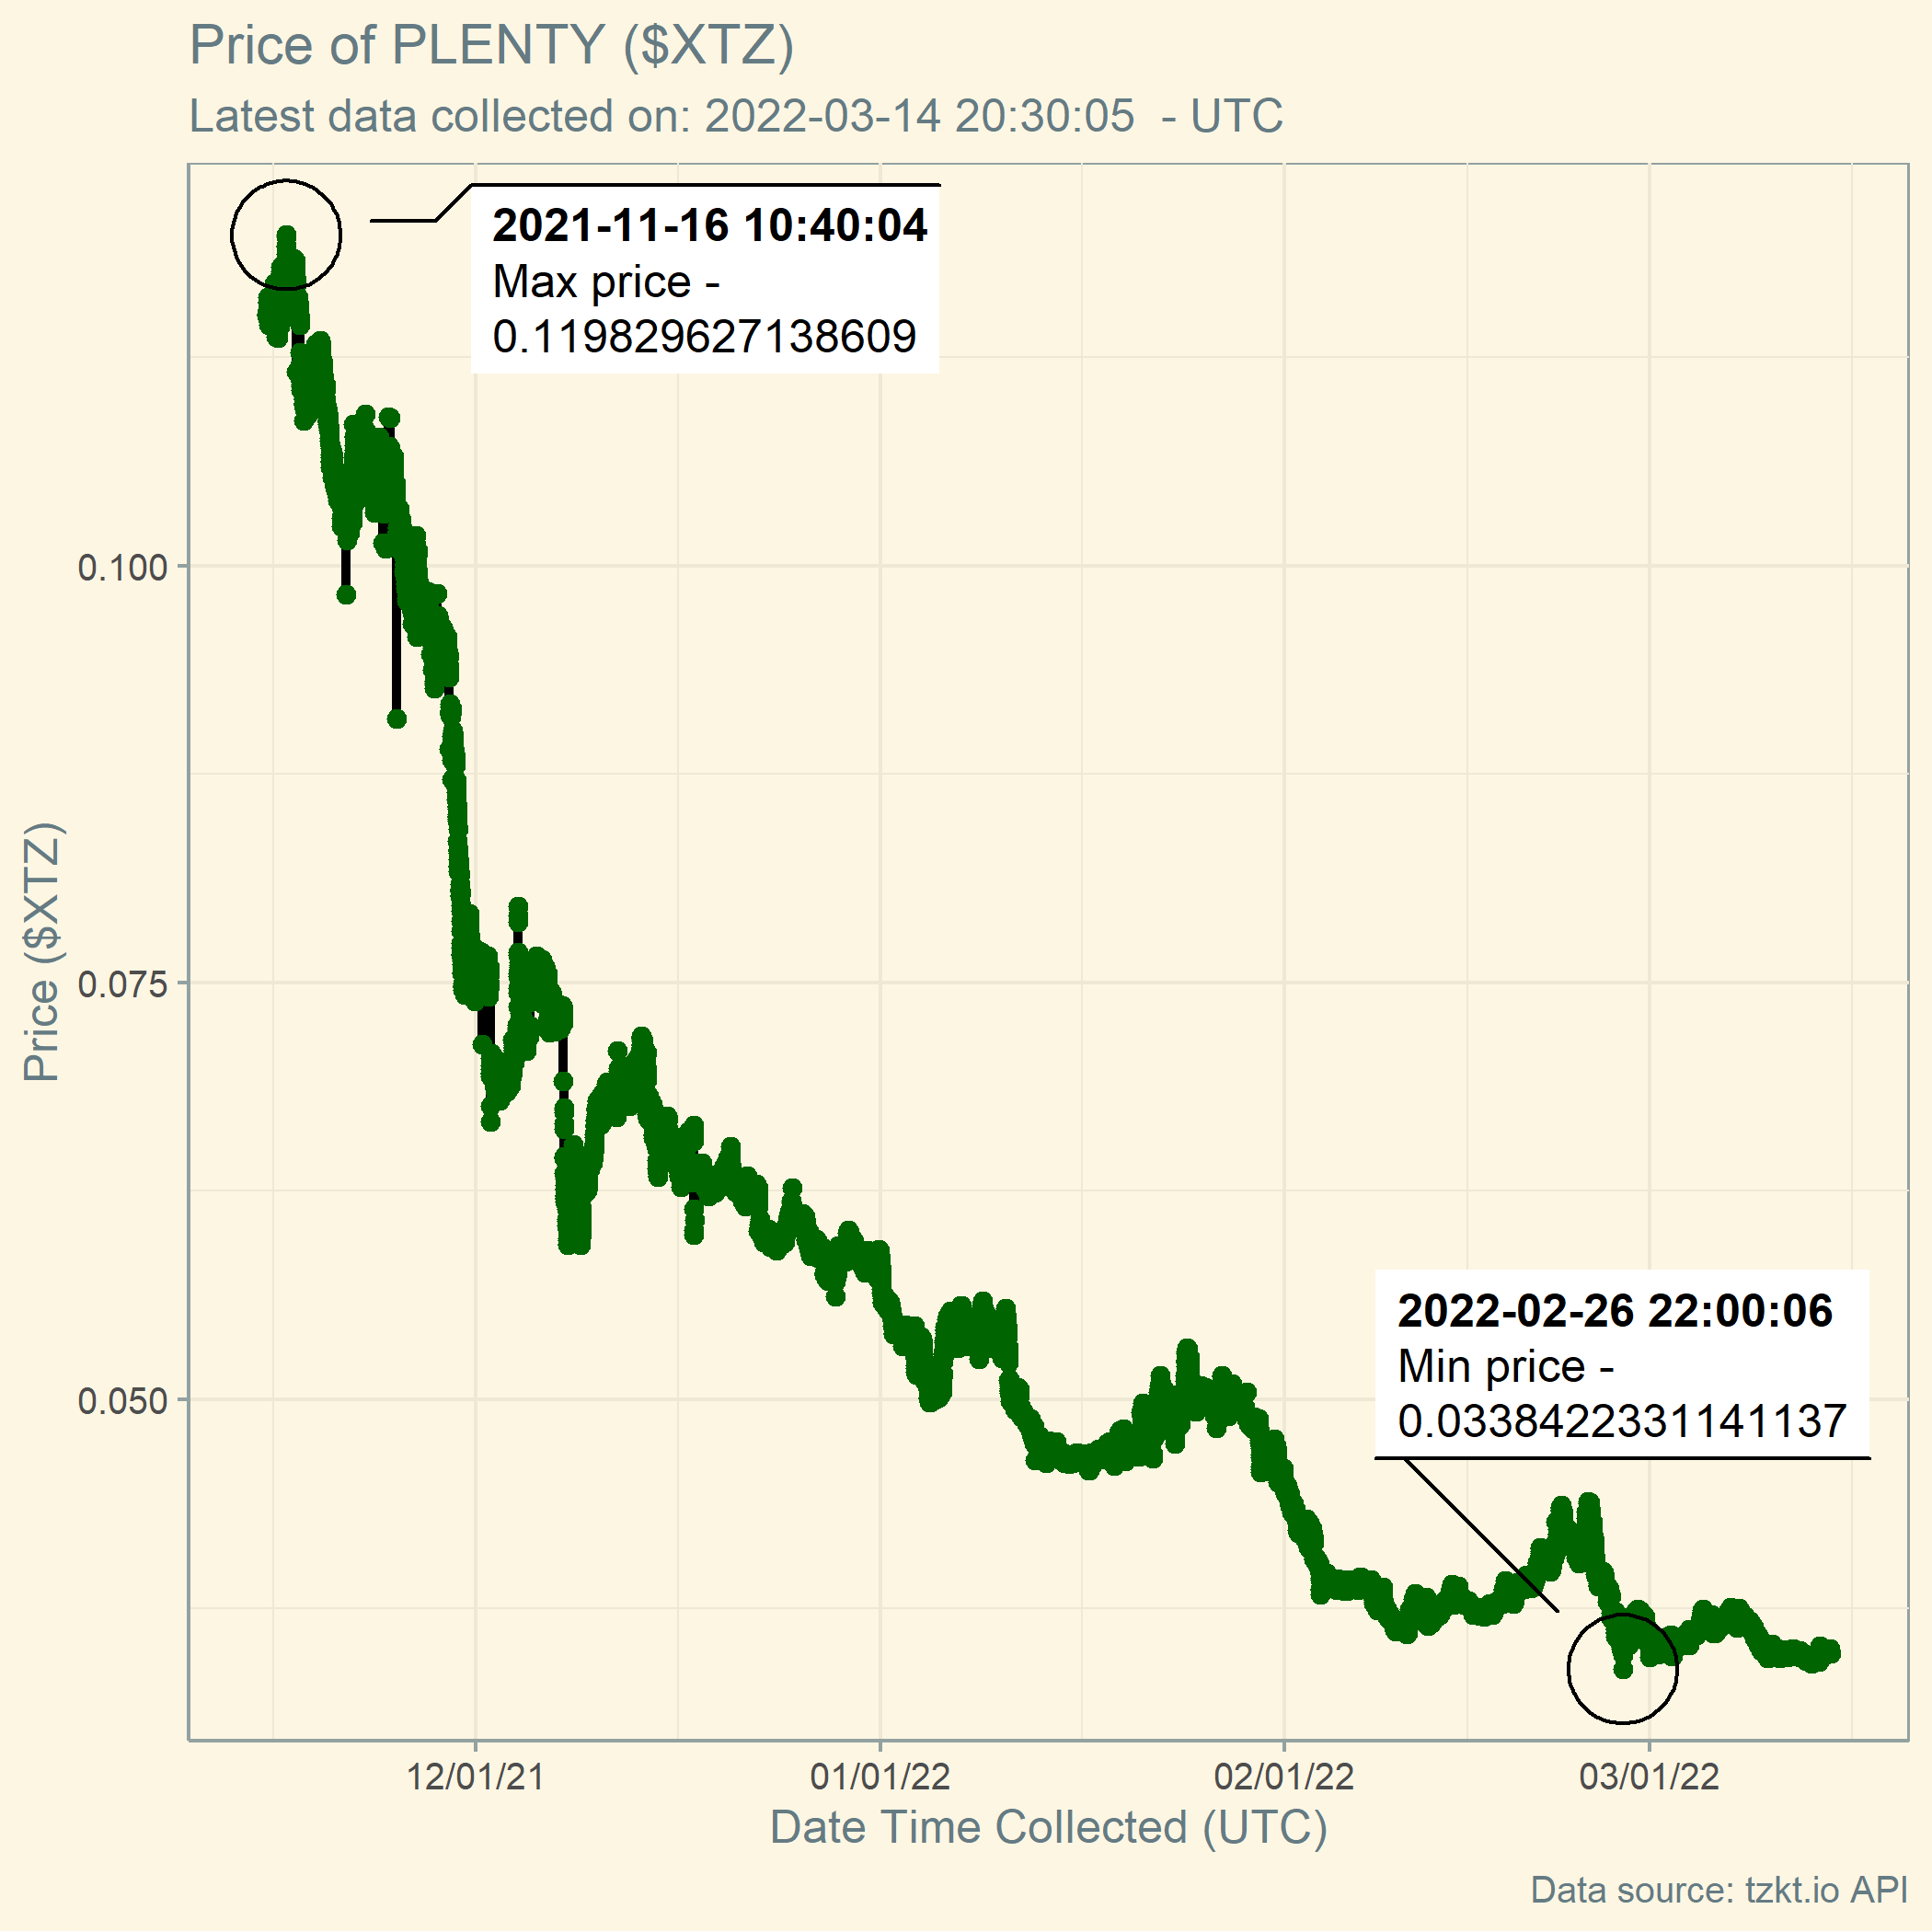 Price of PLENTY ($XTZ)
Latest data collected on: 2022-03-14 20:30:05  - UTC
2021-11-16 10:40:04
Max price -
0.119829627138609
0.100
0.075
0.050
Price ($XTZ)
2022-02-26 22:00:06
Min price -
0.0338422331141137
12/01/21
01/01/22
02/01/22
03/01/22
Date Time Collected (UTC)
Data source: tzkt.io API